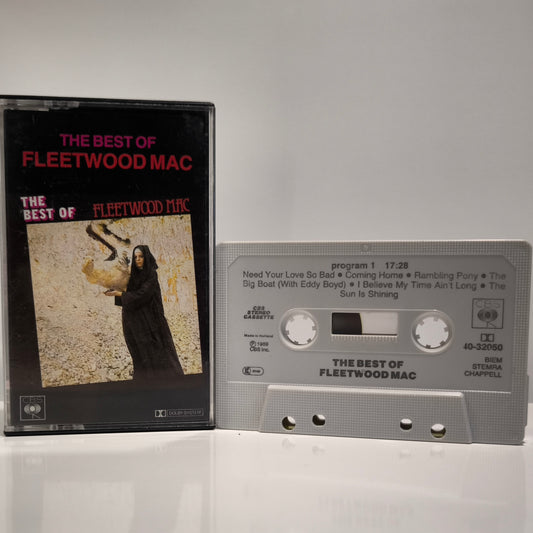 THE BEST OF
FLEETWOOD MAC
THE
BEST OF FLEETWOOD MAC
CBS
DOLBY SYSTEM
program 1 17:28
Need Your Love So Bad • Coming Home • Rambling Pony • The
Big Boat (With Eddy Boyd) • I Believe My Time Ain't Long • The
Sun Is Shining
CBS
STEREO
CASSETTE
Made in Holland
℗ 1969
CBS Inc.
CBS
40-32050
BIEM
STEMRA
CHAPPELL
THE BEST OF
FLEETWOOD MAC